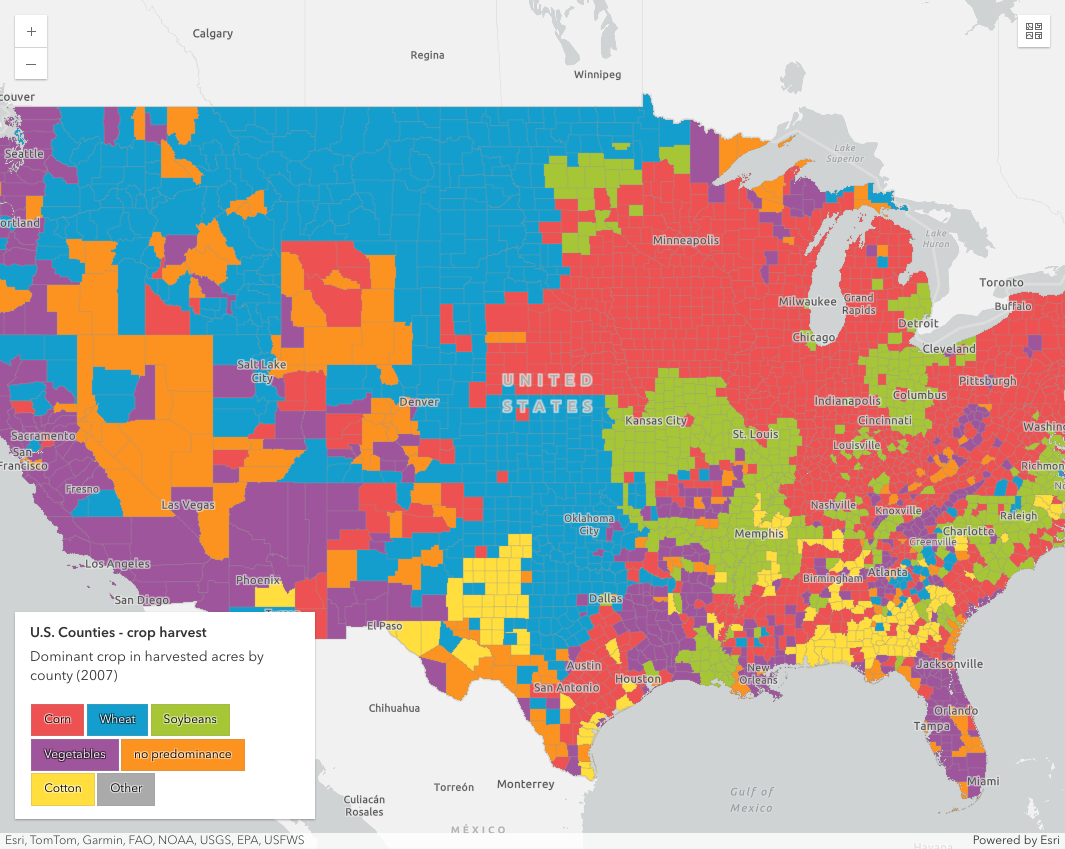 +
−
Calgary
Regina
Winnipeg
couver
Seattle
ortland
Lake
Superior
Minneapolis
Lake
Huron
Toronto
Buffalo
Milwaukee
Grand
Rapids
Detroit
Chicago
Cleveland
Salt Lake
City
UNITED
STATES
Denver
Pittsburgh
Columbus
Indianapolis
Cincinnati
Kansas City
St. Louis
Louisville
Washing
Sacramento
San
Francisco
Richmon
Fresno
Las Vegas
No
Nashville
Knoxville
Raleigh
Oklahoma
City
Memphis
Charlotte
Greenville
Los Angeles
Phoenix
Atlanta
Birmingham
San Diego
Dallas
El Paso
Austin
Houston
New
Orleans
Jacksonville
San Antonio
Chihuahua
Orlando
Tampa
Miami
Torreón
Monterrey
Culiacán
Rosales
Gulf of
Mexico
MÉXICO
Havana
U.S. Counties - crop harvest
Dominant crop in harvested acres by
county (2007)
Corn Wheat Soybeans
Vegetables no predominance
Cotton Other
Esri, TomTom, Garmin, FAO, NOAA, USGS, EPA, USFWS
Powered by Esri